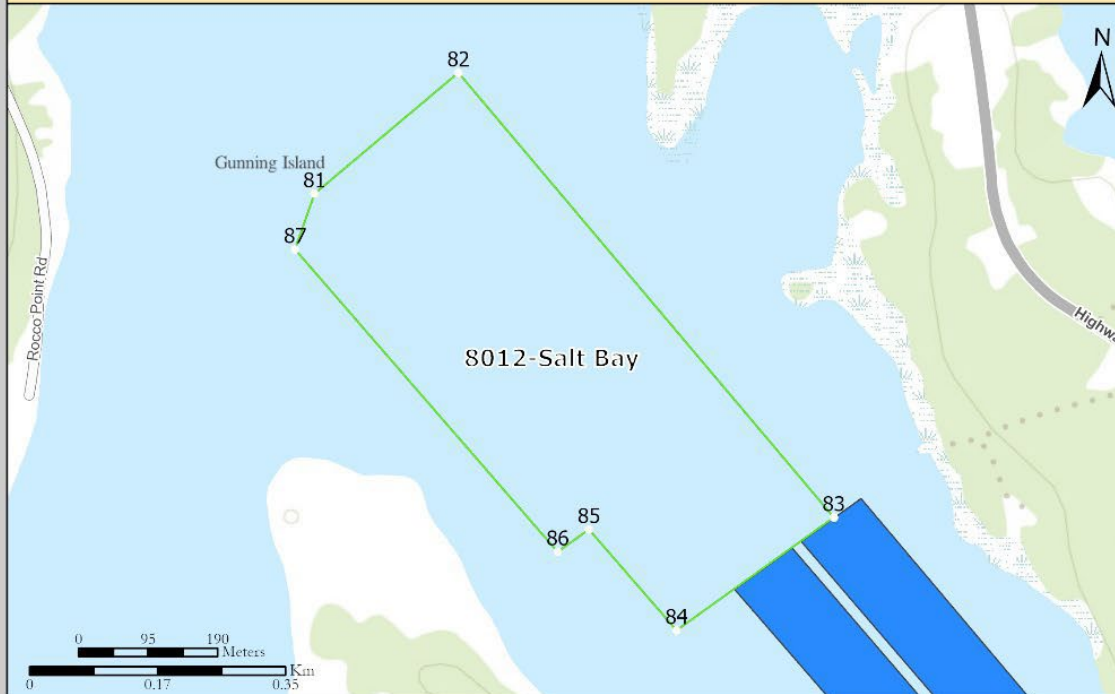 N
82
Gunning Island
81
87
Rocco Point Rd
Highwa
8012-Salt Bay
83
85
86
84
0 95 190
Meters
Km
0 0.17 0.35